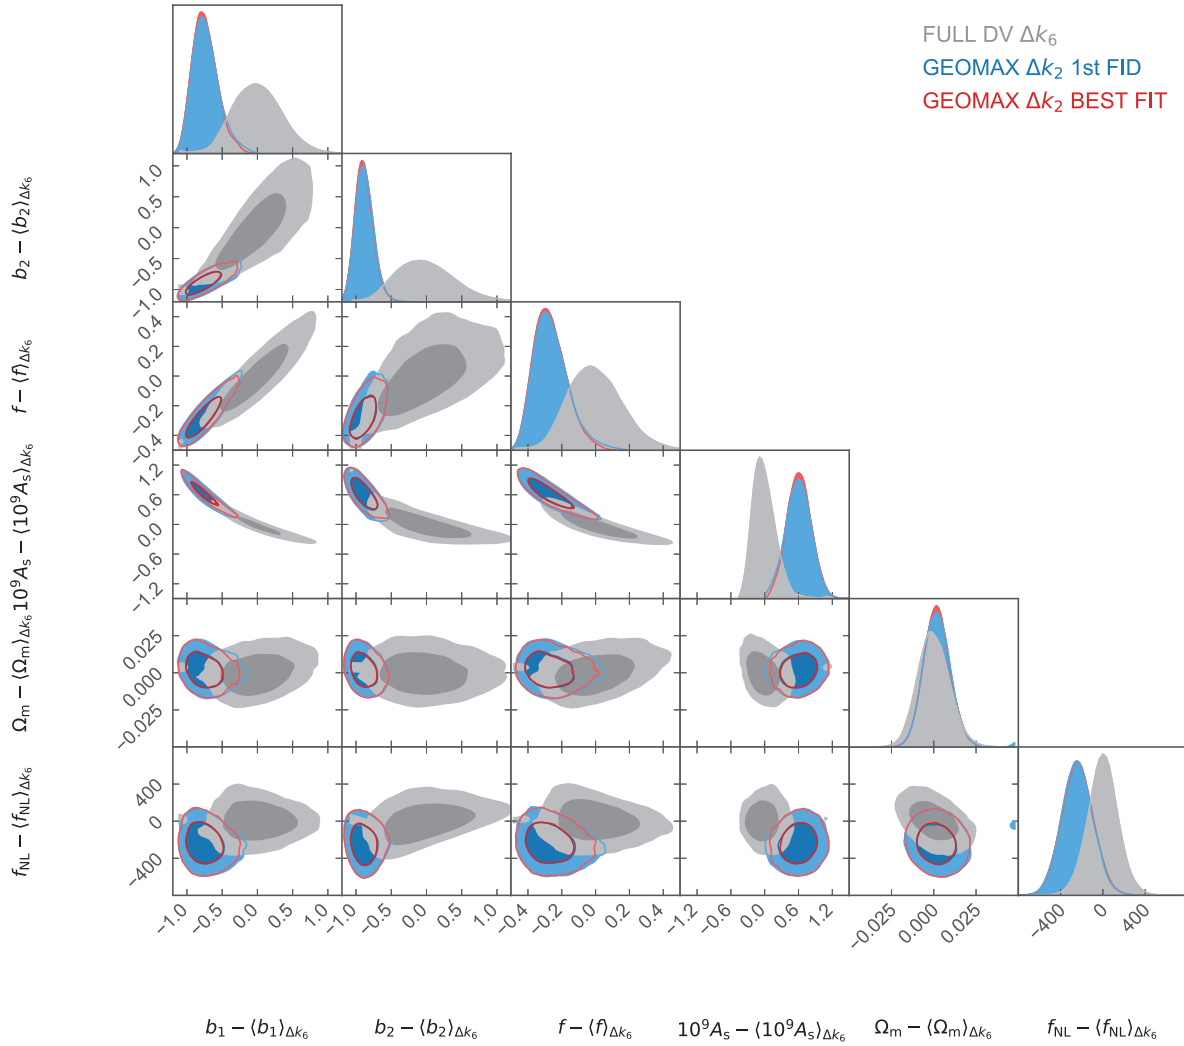 FULL DV Δk₆
GEOMAX Δk₂ 1st FID
GEOMAX Δk₂ BEST FIT
b₂ − ⟨b₂⟩Δk₆
1.0
0.5
0.0
−0.5
−1.0
f − ⟨f⟩Δk₆
0.4
0.2
0.0
−0.2
−0.4
10⁹Aₛ − ⟨10⁹Aₛ⟩Δk₆
1.2
0.6
0.0
−0.6
−1.2
Ωₘ − ⟨Ωₘ⟩Δk₆
0.025
0.000
−0.025
f_NL − ⟨f_NL⟩Δk₆
400
0
−400
−1.0 −0.5 0.0 0.5 1.0 −1.0 −0.5 0.0 0.5 1.0 −0.4 −0.2 0.0 0.2 0.4 −1.2 −0.6 0.0 0.6 1.2 −0.025 0.000 0.025 −400 0 400
b₁ − ⟨b₁⟩Δk₆ b₂ − ⟨b₂⟩Δk₆ f − ⟨f⟩Δk₆ 10⁹Aₛ − ⟨10⁹Aₛ⟩Δk₆ Ωₘ − ⟨Ωₘ⟩Δk₆ f_NL − ⟨f_NL⟩Δk₆